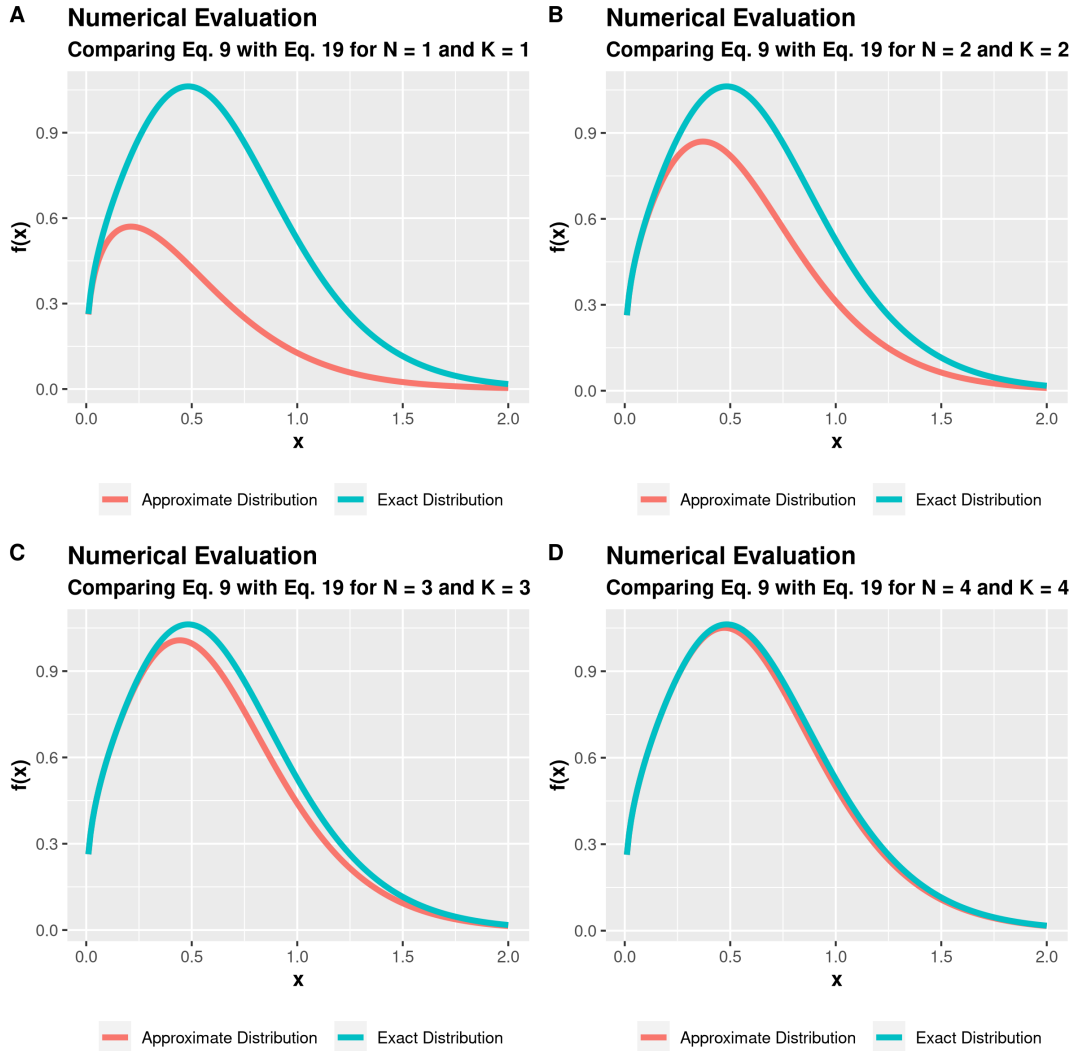 A
Numerical Evaluation
Comparing Eq. 9 with Eq. 19 for N = 1 and K = 1
0.9
0.6
0.3
0.0
f(x)
0.0 0.5 1.0 1.5 2.0
x
Approximate Distribution Exact Distribution
B
Numerical Evaluation
Comparing Eq. 9 with Eq. 19 for N = 2 and K = 2
0.9
0.6
0.3
0.0
f(x)
0.0 0.5 1.0 1.5 2.0
x
Approximate Distribution Exact Distribution
C
Numerical Evaluation
Comparing Eq. 9 with Eq. 19 for N = 3 and K = 3
0.9
0.6
0.3
0.0
f(x)
0.0 0.5 1.0 1.5 2.0
x
Approximate Distribution Exact Distribution
D
Numerical Evaluation
Comparing Eq. 9 with Eq. 19 for N = 4 and K = 4
0.9
0.6
0.3
0.0
f(x)
0.0 0.5 1.0 1.5 2.0
x
Approximate Distribution Exact Distribution